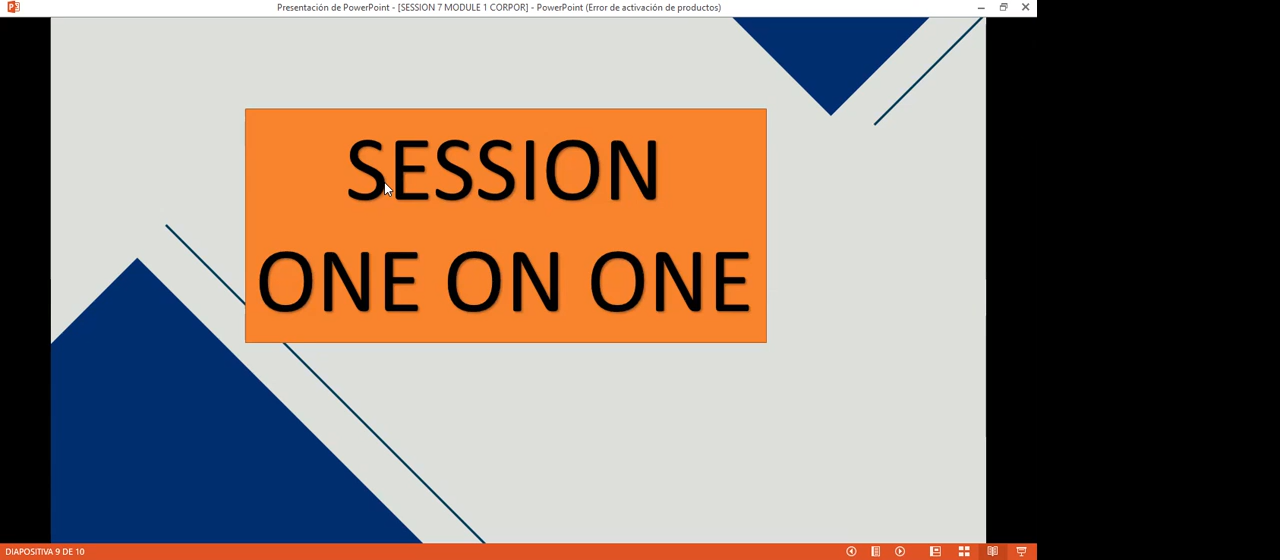 Presentación de PowerPoint - [SESSION 7 MODULE 1 CORPOR] - PowerPoint (Error de activación de productos)
SESSION
ONE ON ONE
DIAPOSITIVA 9 DE 10